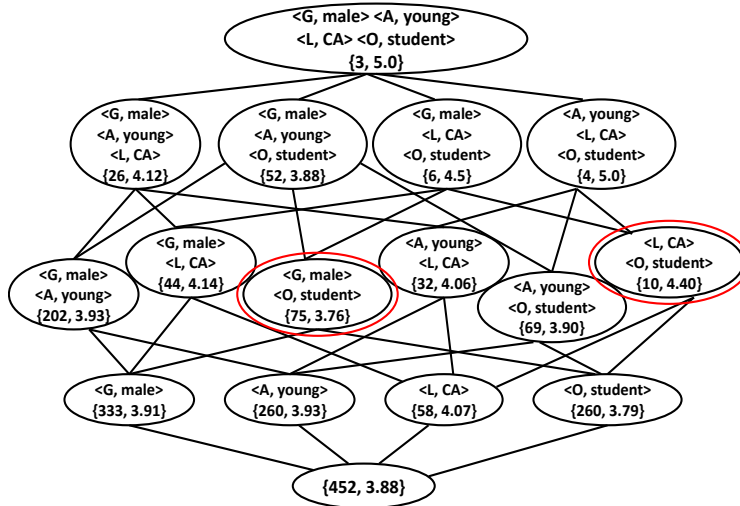 <G, male> <A, young>
<L, CA> <O, student>
{3, 5.0}
<G, male>
<A, young>
<L, CA>
{26, 4.12}
<G, male>
<A, young>
<O, student>
{52, 3.88}
<G, male>
<L, CA>
<O, student>
{6, 4.5}
<A, young>
<L, CA>
<O, student>
{4, 5.0}
<G, male>
<A, young>
{202, 3.93}
<G, male>
<L, CA>
{44, 4.14}
<G, male>
<O, student>
{75, 3.76}
<A, young>
<L, CA>
{32, 4.06}
<A, young>
<O, student>
{69, 3.90}
<L, CA>
<O, student>
{10, 4.40}
<G, male>
{333, 3.91}
<A, young>
{260, 3.93}
<L, CA>
{58, 4.07}
<O, student>
{260, 3.79}
{452, 3.88}